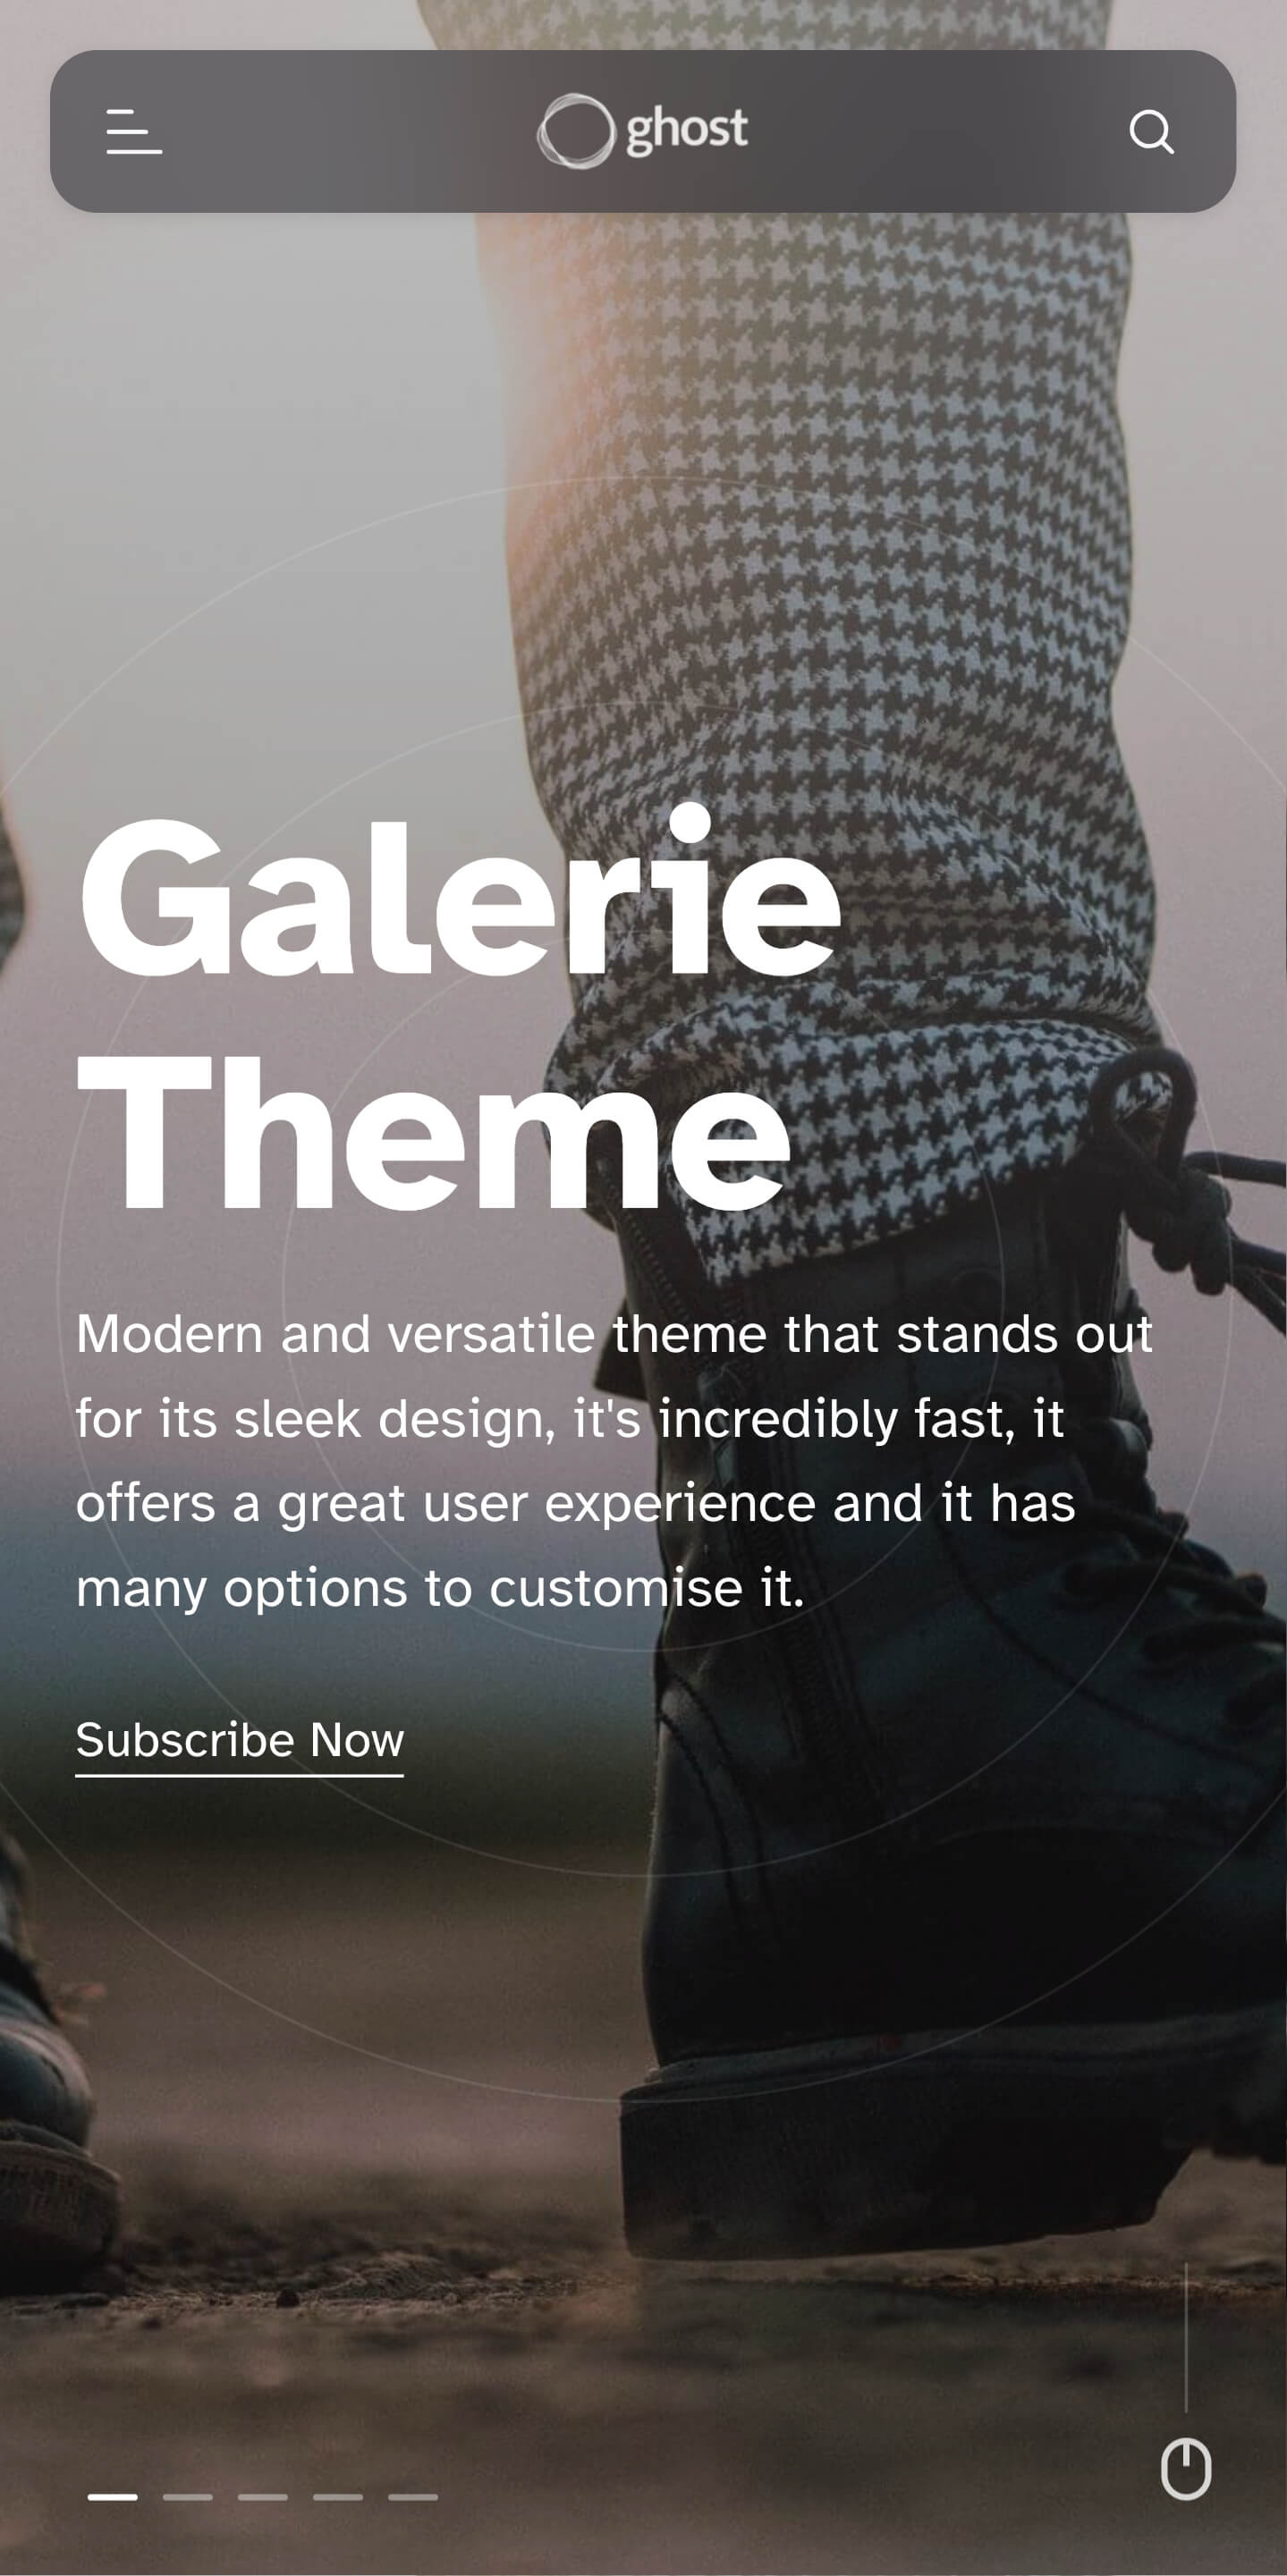 ghost
Galerie
Theme
Modern and versatile theme that stands out
for its sleek design, it's incredibly fast, it
offers a great user experience and it has
many options to customise it.
Subscribe Now